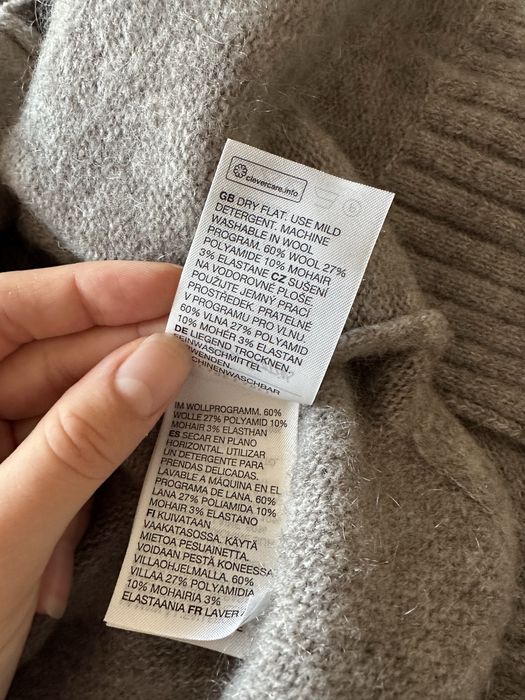 clevercare.info
GB DRY FLAT. USE MILD
DETERGENT. MACHINE
WASHABLE IN WOOL
PROGRAM. 60% WOOL 27%
POLYAMIDE 10% MOHAIR
3% ELASTANE CZ SUŠENÍ
NA VODOROVNÉ PLOŠE
POUŽIJTE JEMNÝ PRACÍ
PROSTŘEDEK. PRATELNÉ
V PROGRAMU PRO VLNU.
60% VLNA 27% POLYAMID
10% MOHÉR 3% ELASTAN
DE LIEGEND TROCKNEN.
FEINWASCHMITTEL
IM WOLLPROGRAMM. 60%
WOLLE 27% POLYAMID 10%
MOHAIR 3% ELASTHAN
ES SECAR EN PLANO
HORIZONTAL. UTILIZAR
UN DETERGENTE PARA
PRENDAS DELICADAS.
LAVABLE A MÁQUINA EN EL
PROGRAMA DE LANA. 60%
LANA 27% POLIAMIDA 10%
MOHAIR 3% ELASTANO
FI KUIVATAAN
VAAKATASOSSA. KÄYTÄ
MIETOA PESUAINETTA.
VOIDAAN PESTÄ KONEESSA
VILLAOHJELMALLA. 60%
VILLAA 27% POLYAMIDIA
10% MOHAIRIA 3%
ELASTAANIA FR LAVER